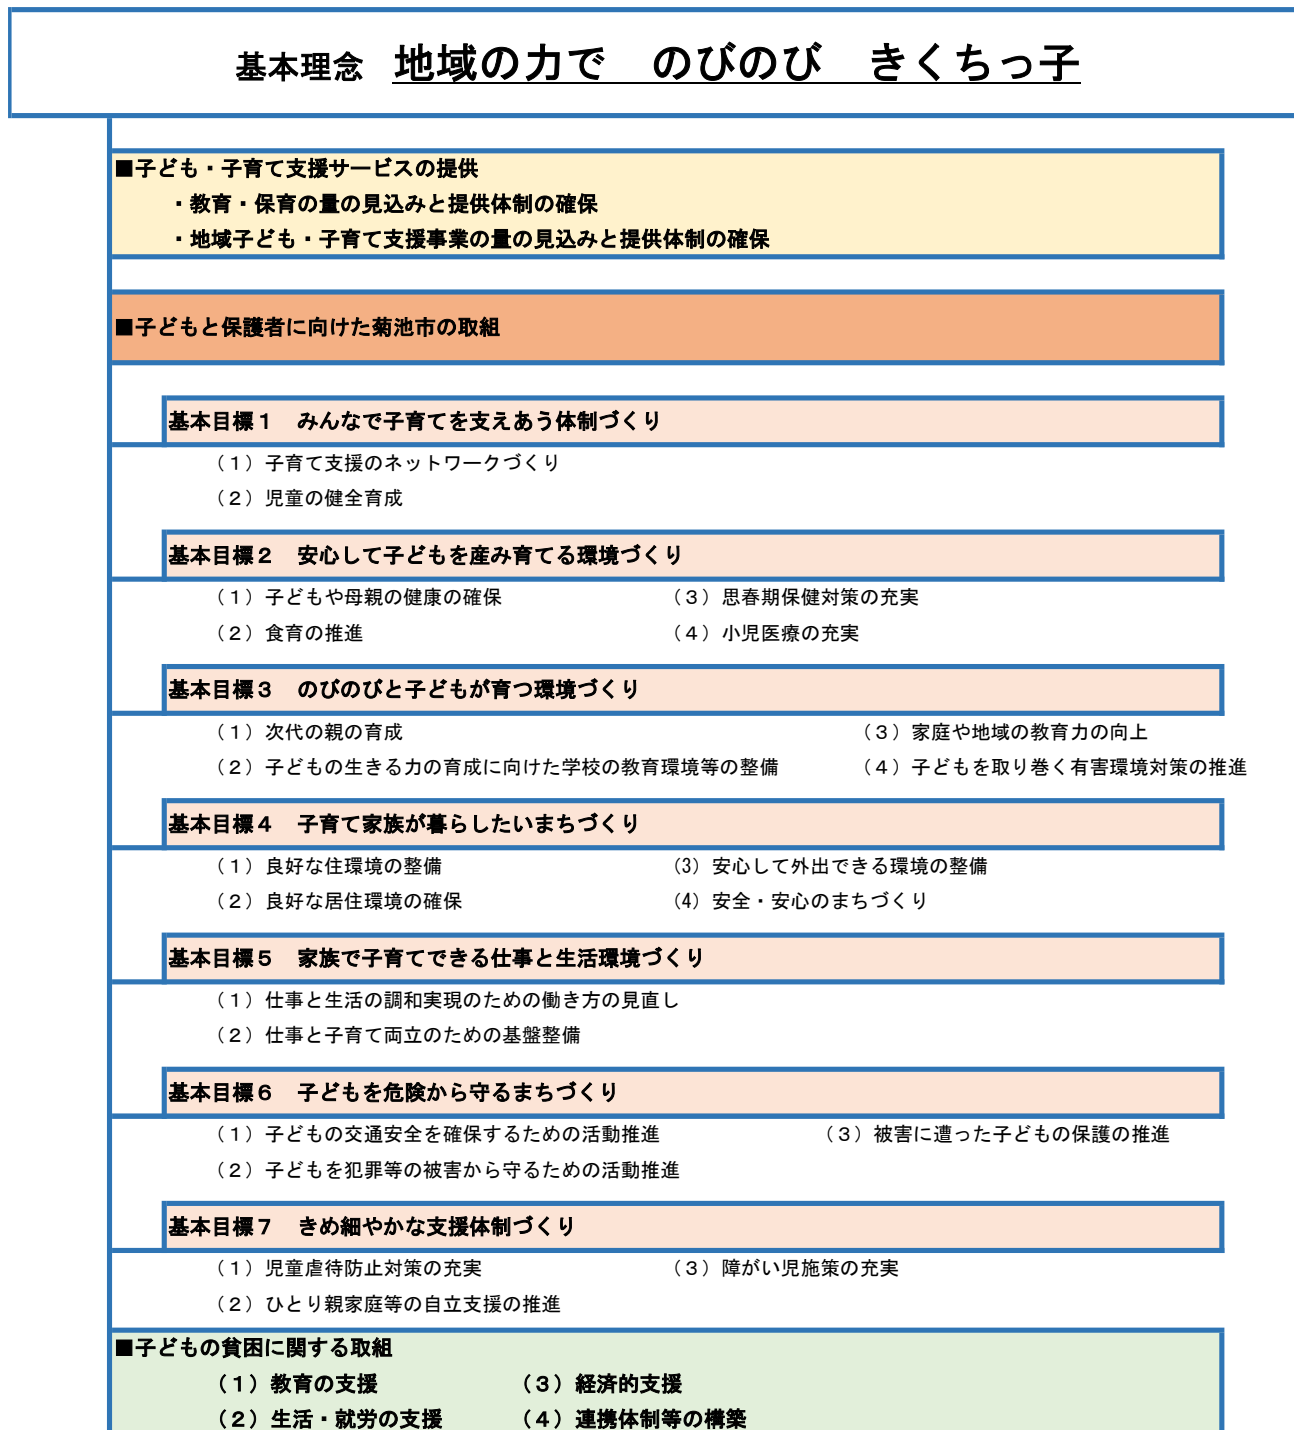 基本理念　地域の力で　のびのび　きくちっ子
■子ども・子育て支援サービスの提供
・教育・保育の量の見込みと提供体制の確保
・地域子ども・子育て支援事業の量の見込みと提供体制の確保
■子どもと保護者に向けた菊池市の取組
基本目標１　みんなで子育てを支えあう体制づくり
（１）子育て支援のネットワークづくり
（２）児童の健全育成
基本目標２　安心して子どもを産み育てる環境づくり
（１）子どもや母親の健康の確保　（３）思春期保健対策の充実
（２）食育の推進　（４）小児医療の充実
基本目標３　のびのびと子どもが育つ環境づくり
（１）次代の親の育成　（３）家庭や地域の教育力の向上
（２）子どもの生きる力の育成に向けた学校の教育環境等の整備　（４）子どもを取り巻く有害環境対策の推進
基本目標４　子育て家族が暮らしたいまちづくり
（１）良好な住環境の整備　(3) 安心して外出できる環境の整備
（２）良好な居住環境の確保　(4) 安全・安心のまちづくり
基本目標５　家族で子育てできる仕事と生活環境づくり
（１）仕事と生活の調和実現のための働き方の見直し
（２）仕事と子育て両立のための基盤整備
基本目標６　子どもを危険から守るまちづくり
（１）子どもの交通安全を確保するための活動推進　（３）被害に遭った子どもの保護の推進
（２）子どもを犯罪等の被害から守るための活動推進
基本目標７　きめ細やかな支援体制づくり
（１）児童虐待防止対策の充実　（３）障がい児施策の充実
（２）ひとり親家庭等の自立支援の推進
■子どもの貧困に関する取組
（１）教育の支援　（３）経済的支援
（２）生活・就労の支援　（４）連携体制等の構築